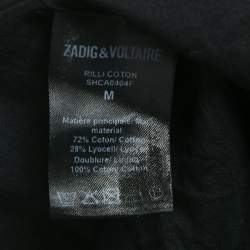 ZADIG&VOLTAIRE
RILLI COTON
SHCA0404F
M
Matière principale/ Main
material
72% Coton/ Cotton
28% Lyocell/ Lyocell
Doublure/ Lining
100% Coton/ Cotton